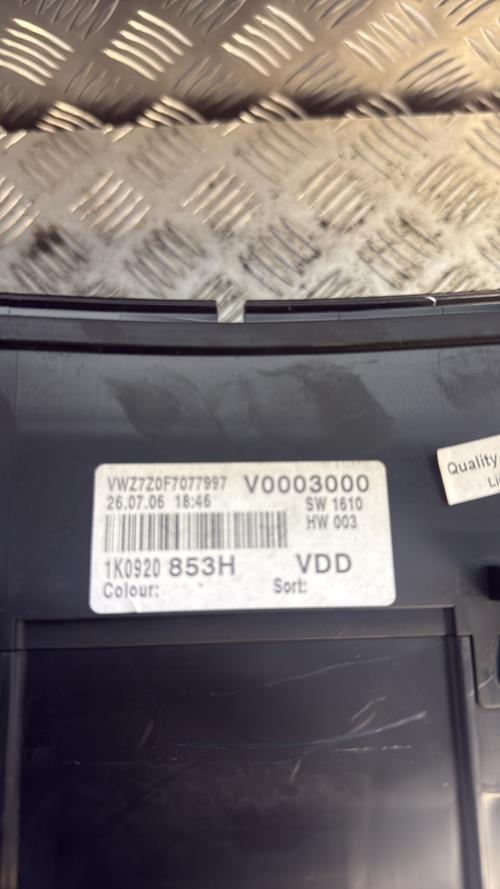 VWZ7Z0F7077997 V0003000
26.07.06 18:46 SW 1610
HW 003
1K0920 853H VDD
Colour: Sort:
Quality